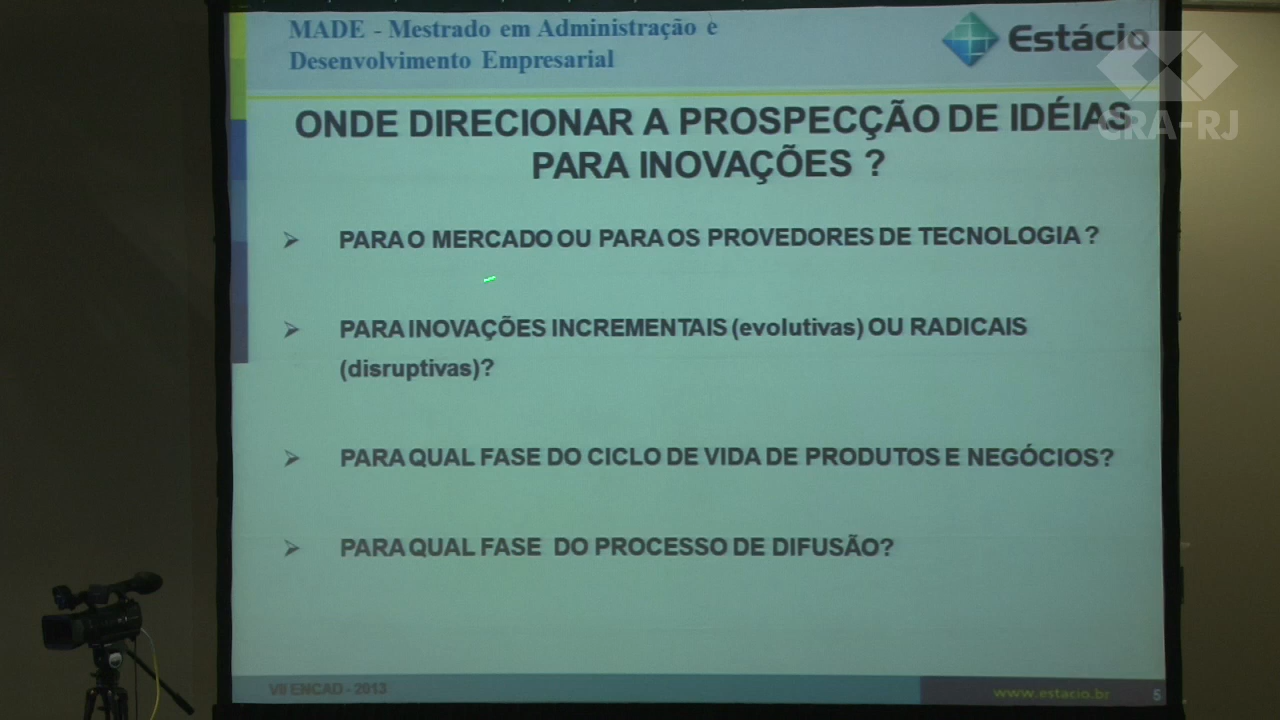 MADE - Mestrado em Administração e
Desenvolvimento Empresarial
Estácio
CRA-RJ
ONDE DIRECIONAR A PROSPECÇÃO DE IDÉIAS
PARA INOVAÇÕES ?
PARA O MERCADO OU PARA OS PROVEDORES DE TECNOLOGIA ?
PARA INOVAÇÕES INCREMENTAIS (evolutivas) OU RADICAIS
(disruptivas)?
PARA QUAL FASE DO CICLO DE VIDA DE PRODUTOS E NEGÓCIOS?
PARA QUAL FASE DO PROCESSO DE DIFUSÃO?
VII ENCAD - 2013
www.estacio.br
5